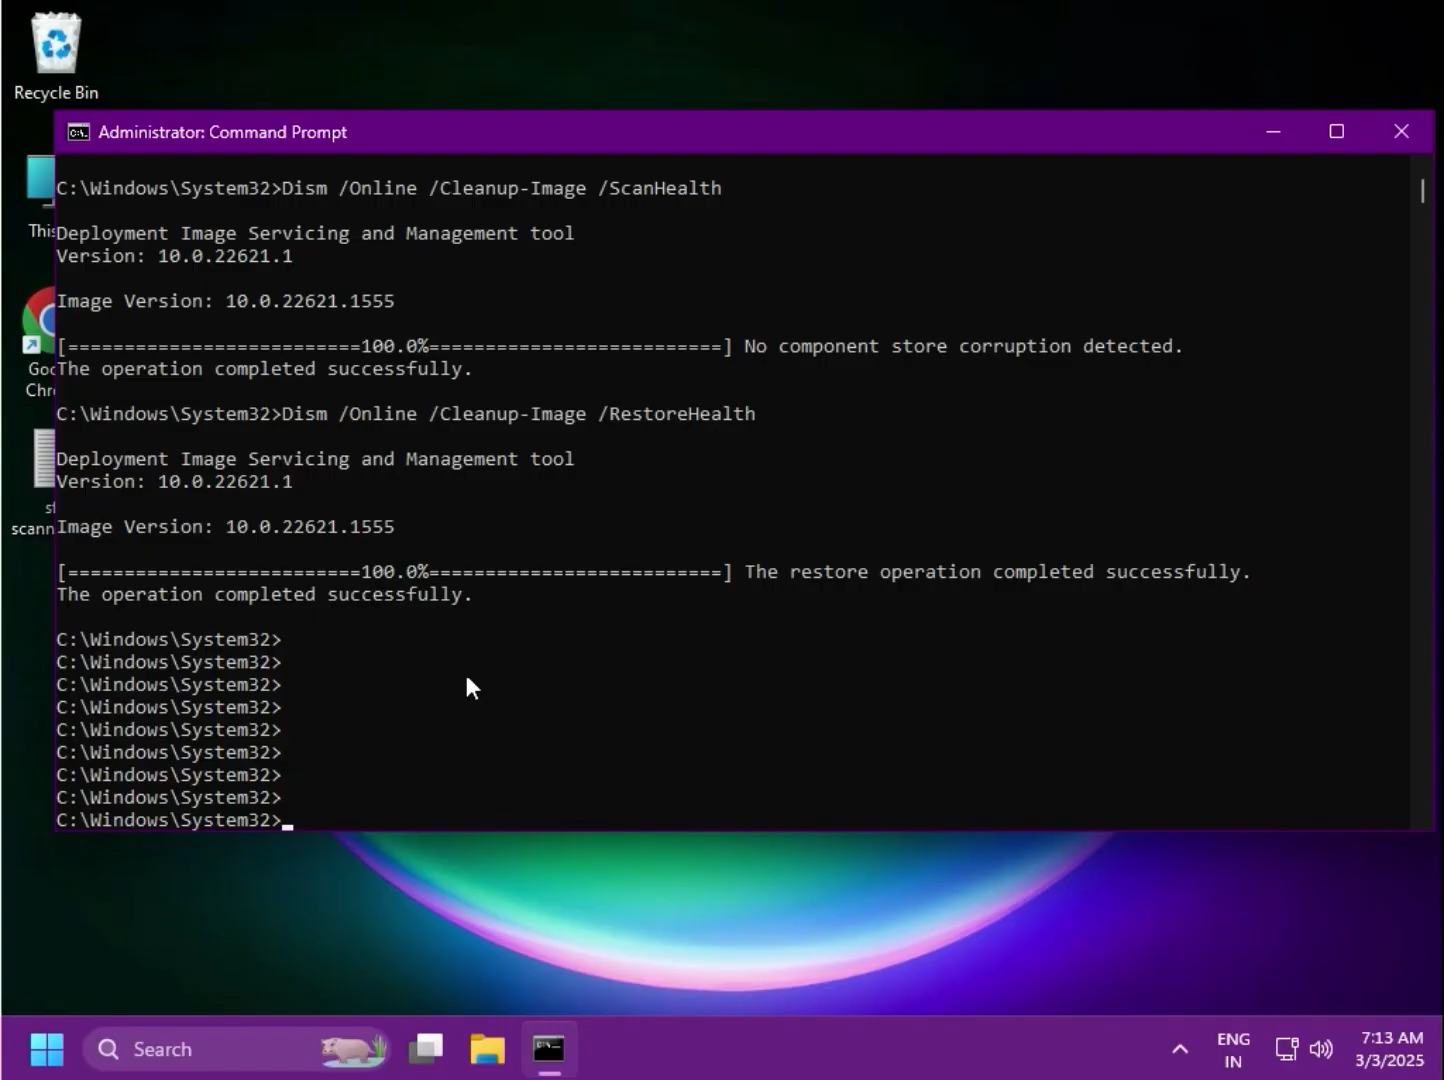 Recycle Bin
Administrator: Command Prompt
C:\Windows\System32>Dism /Online /Cleanup-Image /ScanHealth
This
Deployment Image Servicing and Management tool
Version: 10.0.22621.1
Image Version: 10.0.22621.1555
[==========================100.0%==========================] No component store corruption detected.
Goo
The operation completed successfully.
Chr
C:\Windows\System32>Dism /Online /Cleanup-Image /RestoreHealth
Deployment Image Servicing and Management tool
Version: 10.0.22621.1
scann
Image Version: 10.0.22621.1555
[==========================100.0%==========================] The restore operation completed successfully.
The operation completed successfully.
C:\Windows\System32>
C:\Windows\System32>
C:\Windows\System32>
C:\Windows\System32>
C:\Windows\System32>
C:\Windows\System32>
C:\Windows\System32>
C:\Windows\System32>
C:\Windows\System32>
Search
ENG
IN
7:13 AM
3/3/2025